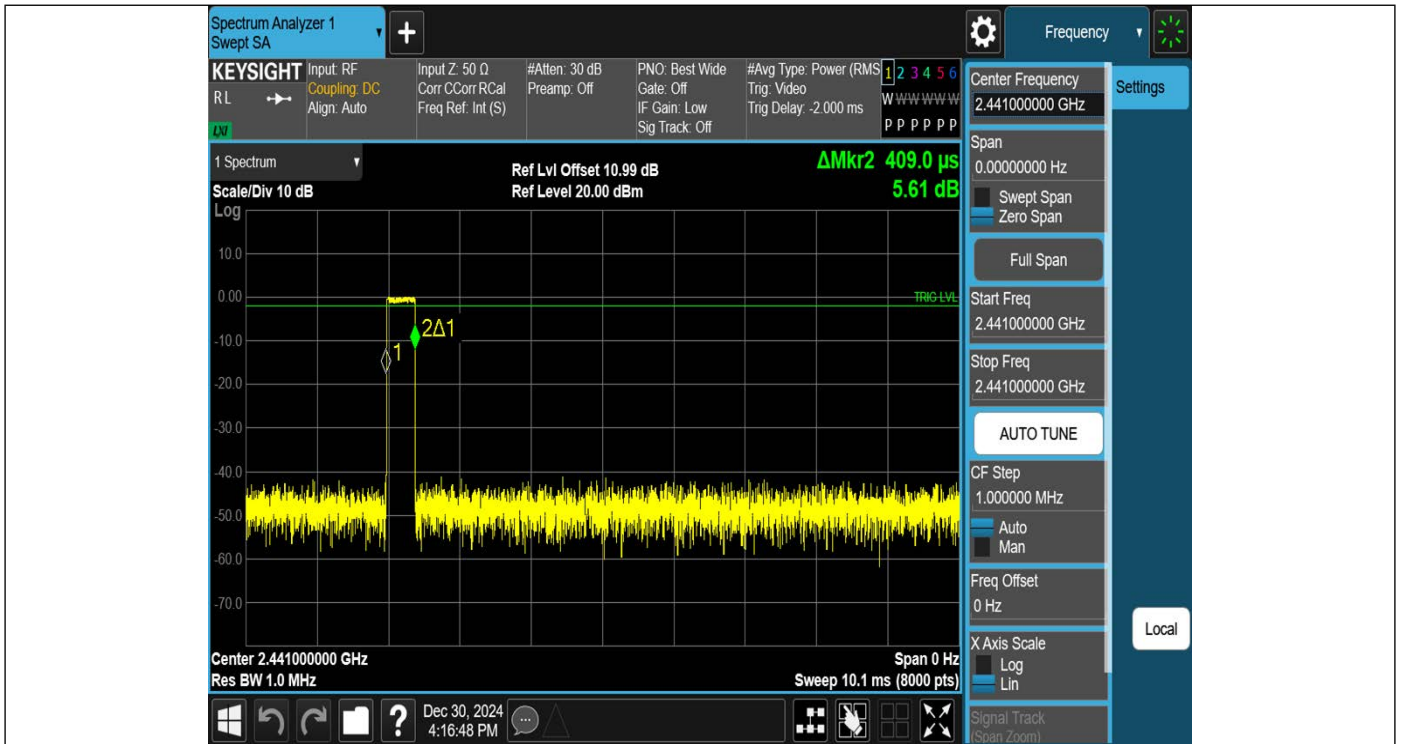 Spectrum Analyzer 1
Swept SA
+
Frequency
KEYSIGHT
RL
LXI
Input: RF
Coupling: DC
Align: Auto
Input Z: 50 Ω
Corr CCorr RCal
Freq Ref: Int (S)
#Atten: 30 dB
Preamp: Off
PNO: Best Wide
Gate: Off
IF Gain: Low
Sig Track: Off
#Avg Type: Power (RMS
Trig: Video
Trig Delay: -2.000 ms
1 2 3 4 5 6
W W W W W W
P P P P P P
1 Spectrum
Scale/Div 10 dB
Ref Lvl Offset 10.99 dB
Ref Level 20.00 dBm
ΔMkr2 409.0 µs
5.61 dB
Log
10.0
0.00
TRIG LVL
-10.0
2Δ1
1
-20.0
-30.0
-40.0
-50.0
-60.0
-70.0
Center 2.441000000 GHz
Res BW 1.0 MHz
Span 0 Hz
Sweep 10.1 ms (8000 pts)
Center Frequency
2.441000000 GHz
Settings
Span
0.00000000 Hz
Swept Span
Zero Span
Full Span
Start Freq
2.441000000 GHz
Stop Freq
2.441000000 GHz
AUTO TUNE
CF Step
1.000000 MHz
Auto
Man
Freq Offset
0 Hz
Local
X Axis Scale
Log
Lin
Signal Track
(Span Zoom)
?
Dec 30, 2024
4:16:48 PM